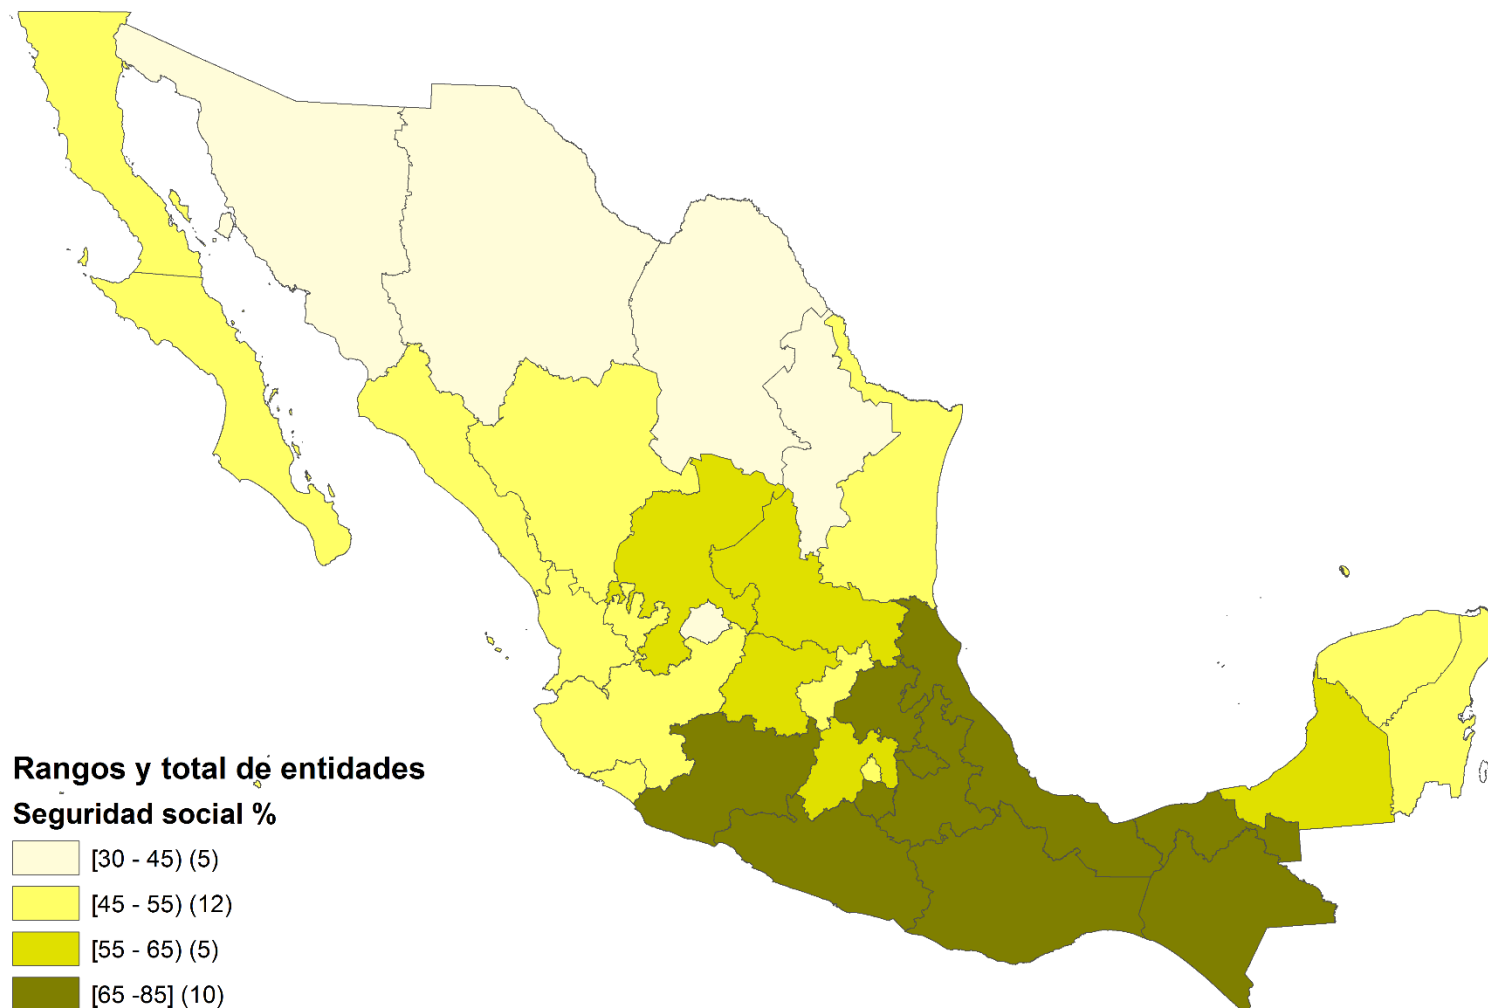 Rangos y total de entidades
Seguridad social %
[30 - 45) (5)
[45 - 55) (12)
[55 - 65) (5)
[65 -85] (10)